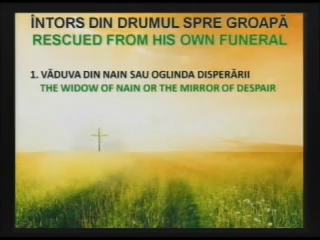 ÎNTORS DIN DRUMUL SPRE GROAPĂ
RESCUED FROM HIS OWN FUNERAL
1. VĂDUVA DIN NAIN SAU OGLINDA DISPERĂRII
THE WIDOW OF NAIN OR THE MIRROR OF DESPAIR